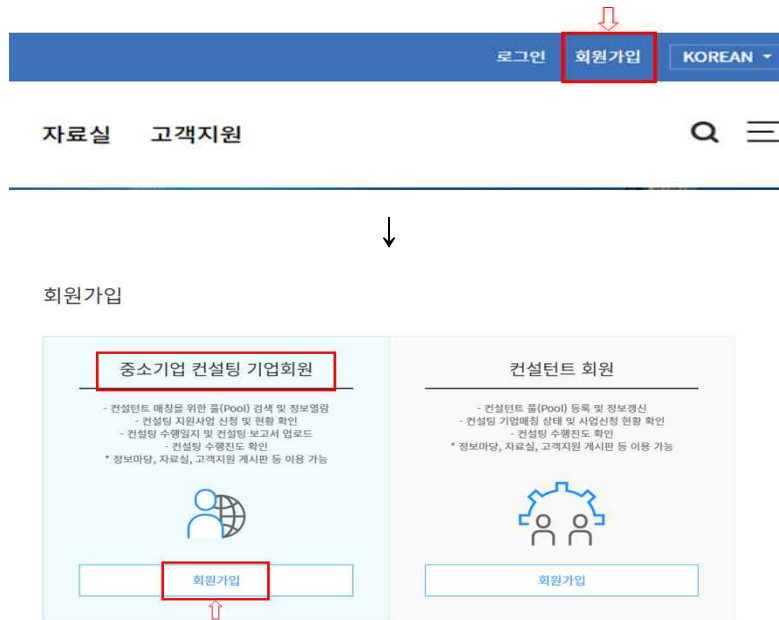 로그인 회원가입 KOREAN
자료실 고객지원
↓
회원가입
중소기업 컨설팅 기업회원
- 컨설턴트 매칭을 위한 풀(Pool) 검색 및 정보열람
- 컨설팅 지원사업 신청 및 현황 확인
- 컨설팅 수행일지 및 컨설팅 보고서 업로드
- 컨설팅 수행진도 확인
* 정보마당, 자료실, 고객지원 게시판 등 이용 가능
회원가입
컨설턴트 회원
- 컨설턴트 풀(Pool) 등록 및 정보갱신
- 컨설팅 기업매칭 상태 및 사업신청 현황 확인
- 컨설팅 수행진도 확인
* 정보마당, 자료실, 고객지원 게시판 등 이용 가능
회원가입